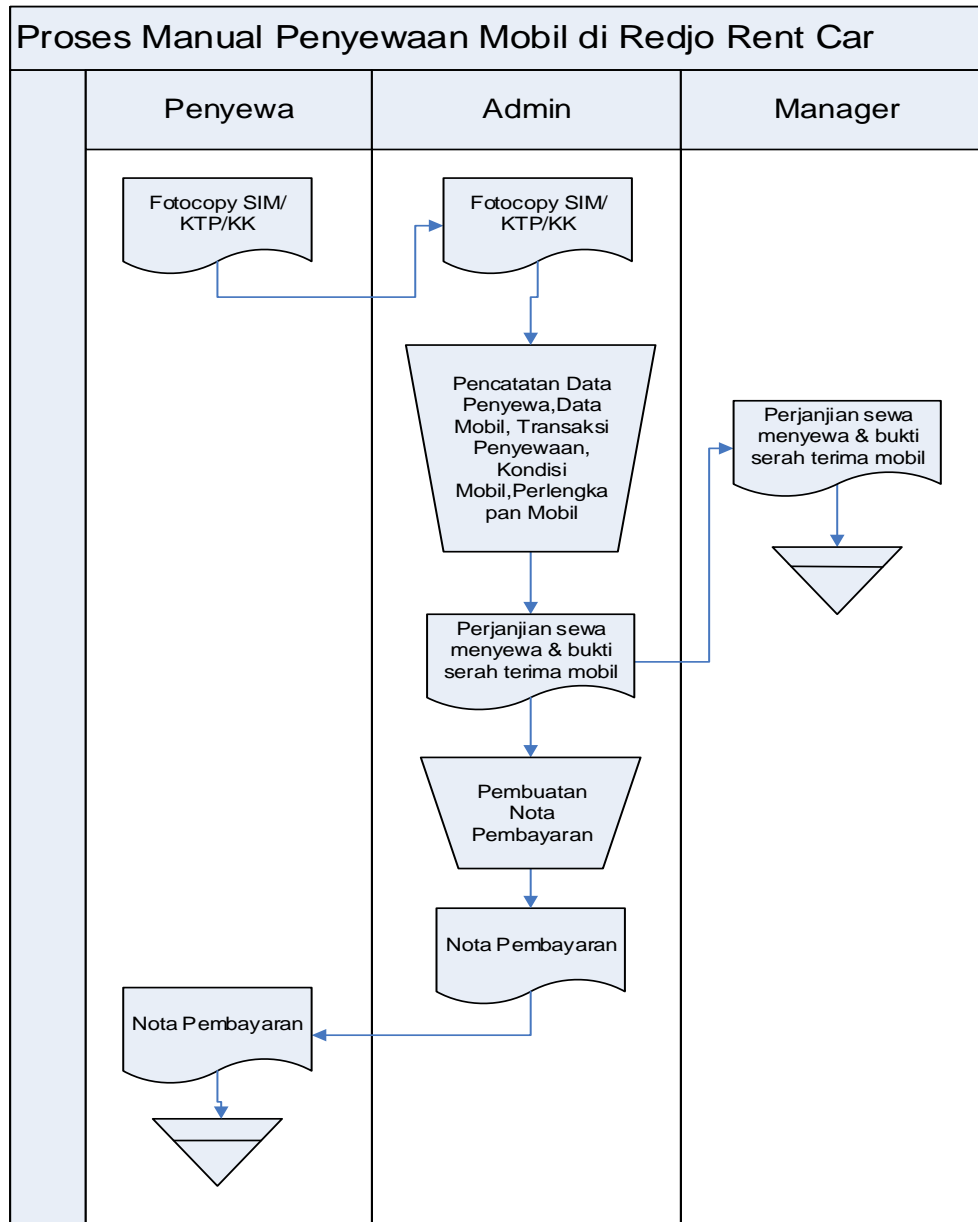 Proses Manual Penyewaan Mobil di Redjo Rent Car
Penyewa
Admin
Manager
Fotocopy SIM/
KTP/KK
Fotocopy SIM/
KTP/KK
Pencatatan Data
Penyewa,Data
Mobil, Transaksi
Penyewaan,
Kondisi
Mobil,Perlengka
pan Mobil
Perjanjian sewa
menyewa & bukti
serah terima mobil
Perjanjian sewa
menyewa & bukti
serah terima mobil
Pembuatan
Nota
Pembayaran
Nota Pembayaran
Nota Pembayaran